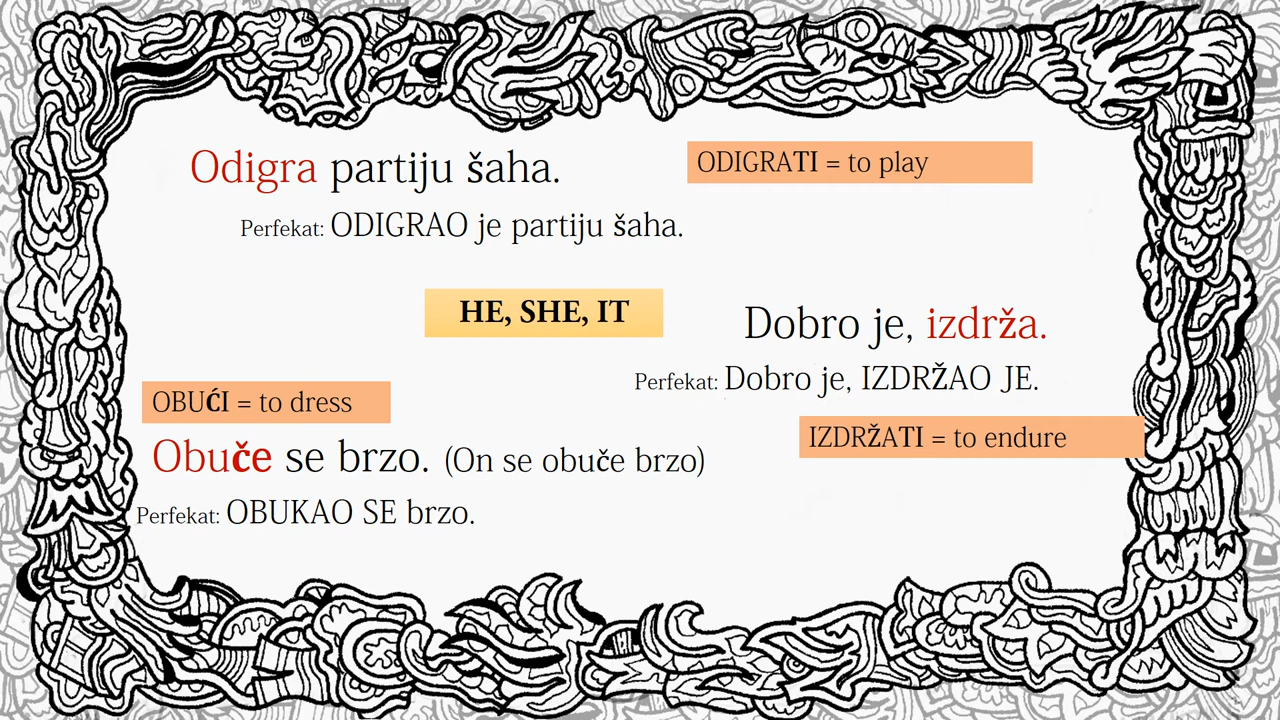 Odigra partiju šaha.
ODIGRATI = to play
Perfekat: ODIGRAO je partiju šaha.
HE, SHE, IT
Dobro je, izdrža.
Perfekat: Dobro je, IZDRŽAO JE.
OBUĆI = to dress
IZDRŽATI = to endure
Obuče se brzo. (On se obuče brzo)
Perfekat: OBUKAO SE brzo.